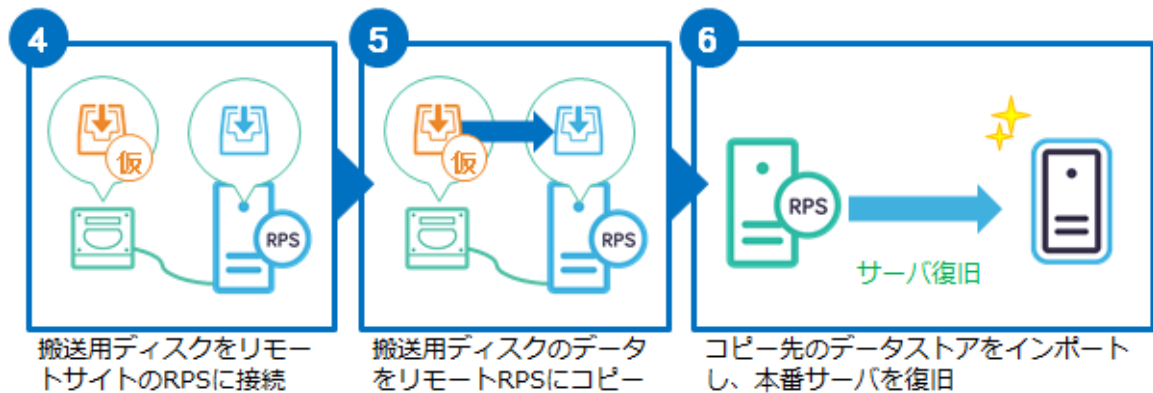 4
5
6
仮
RPS
仮
RPS
RPS
サーバ復旧
搬送用ディスクをリモー
トサイトのRPSに接続
搬送用ディスクのデータ
をリモートRPSにコピー
コピー先のデータストアをインポート
し、本番サーバを復旧